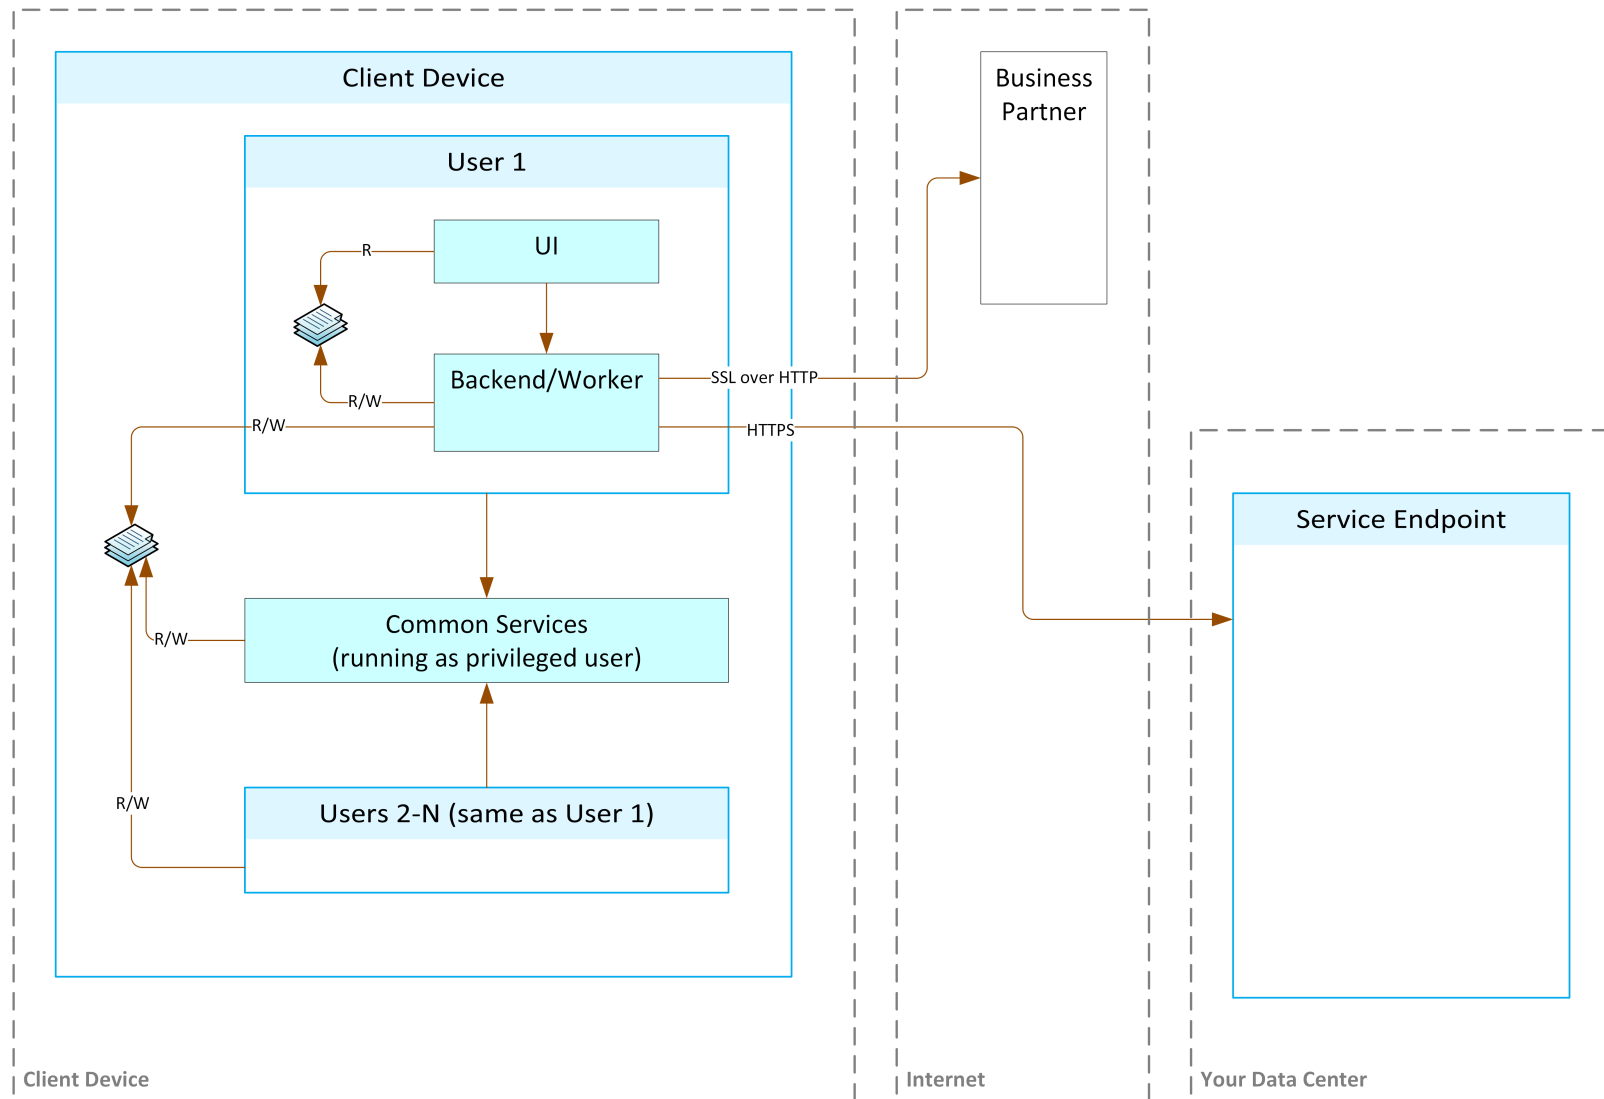 Client Device
User 1
UI
R
Backend/Worker
SSL over HTTP
R/W
R/W
HTTPS
Common Services
(running as privileged user)
R/W
Users 2-N (same as User 1)
R/W
Client Device
Business
Partner
Internet
Service Endpoint
Your Data Center